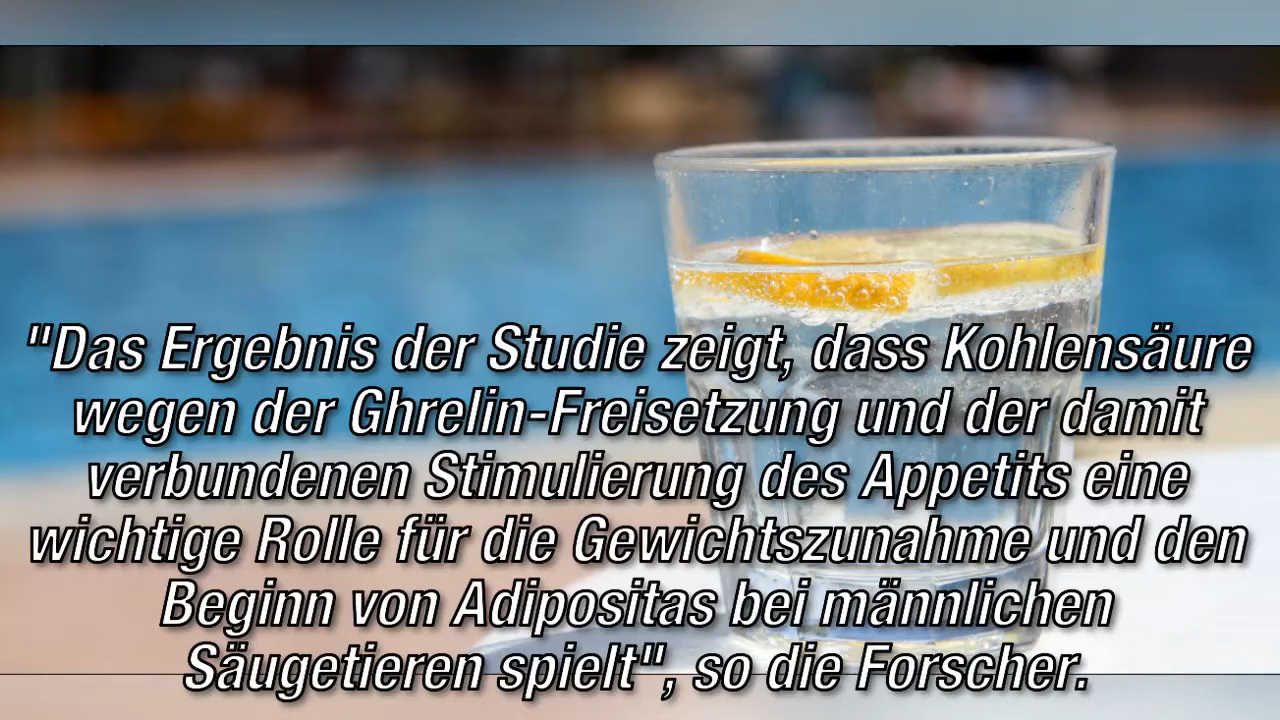 "Das Ergebnis der Studie zeigt, dass Kohlensäure
wegen der Ghrelin-Freisetzung und der damit
verbundenen Stimulierung des Appetits eine
wichtige Rolle für die Gewichtszunahme und den
Beginn von Adipositas bei männlichen
Säugetieren spielt", so die Forscher.